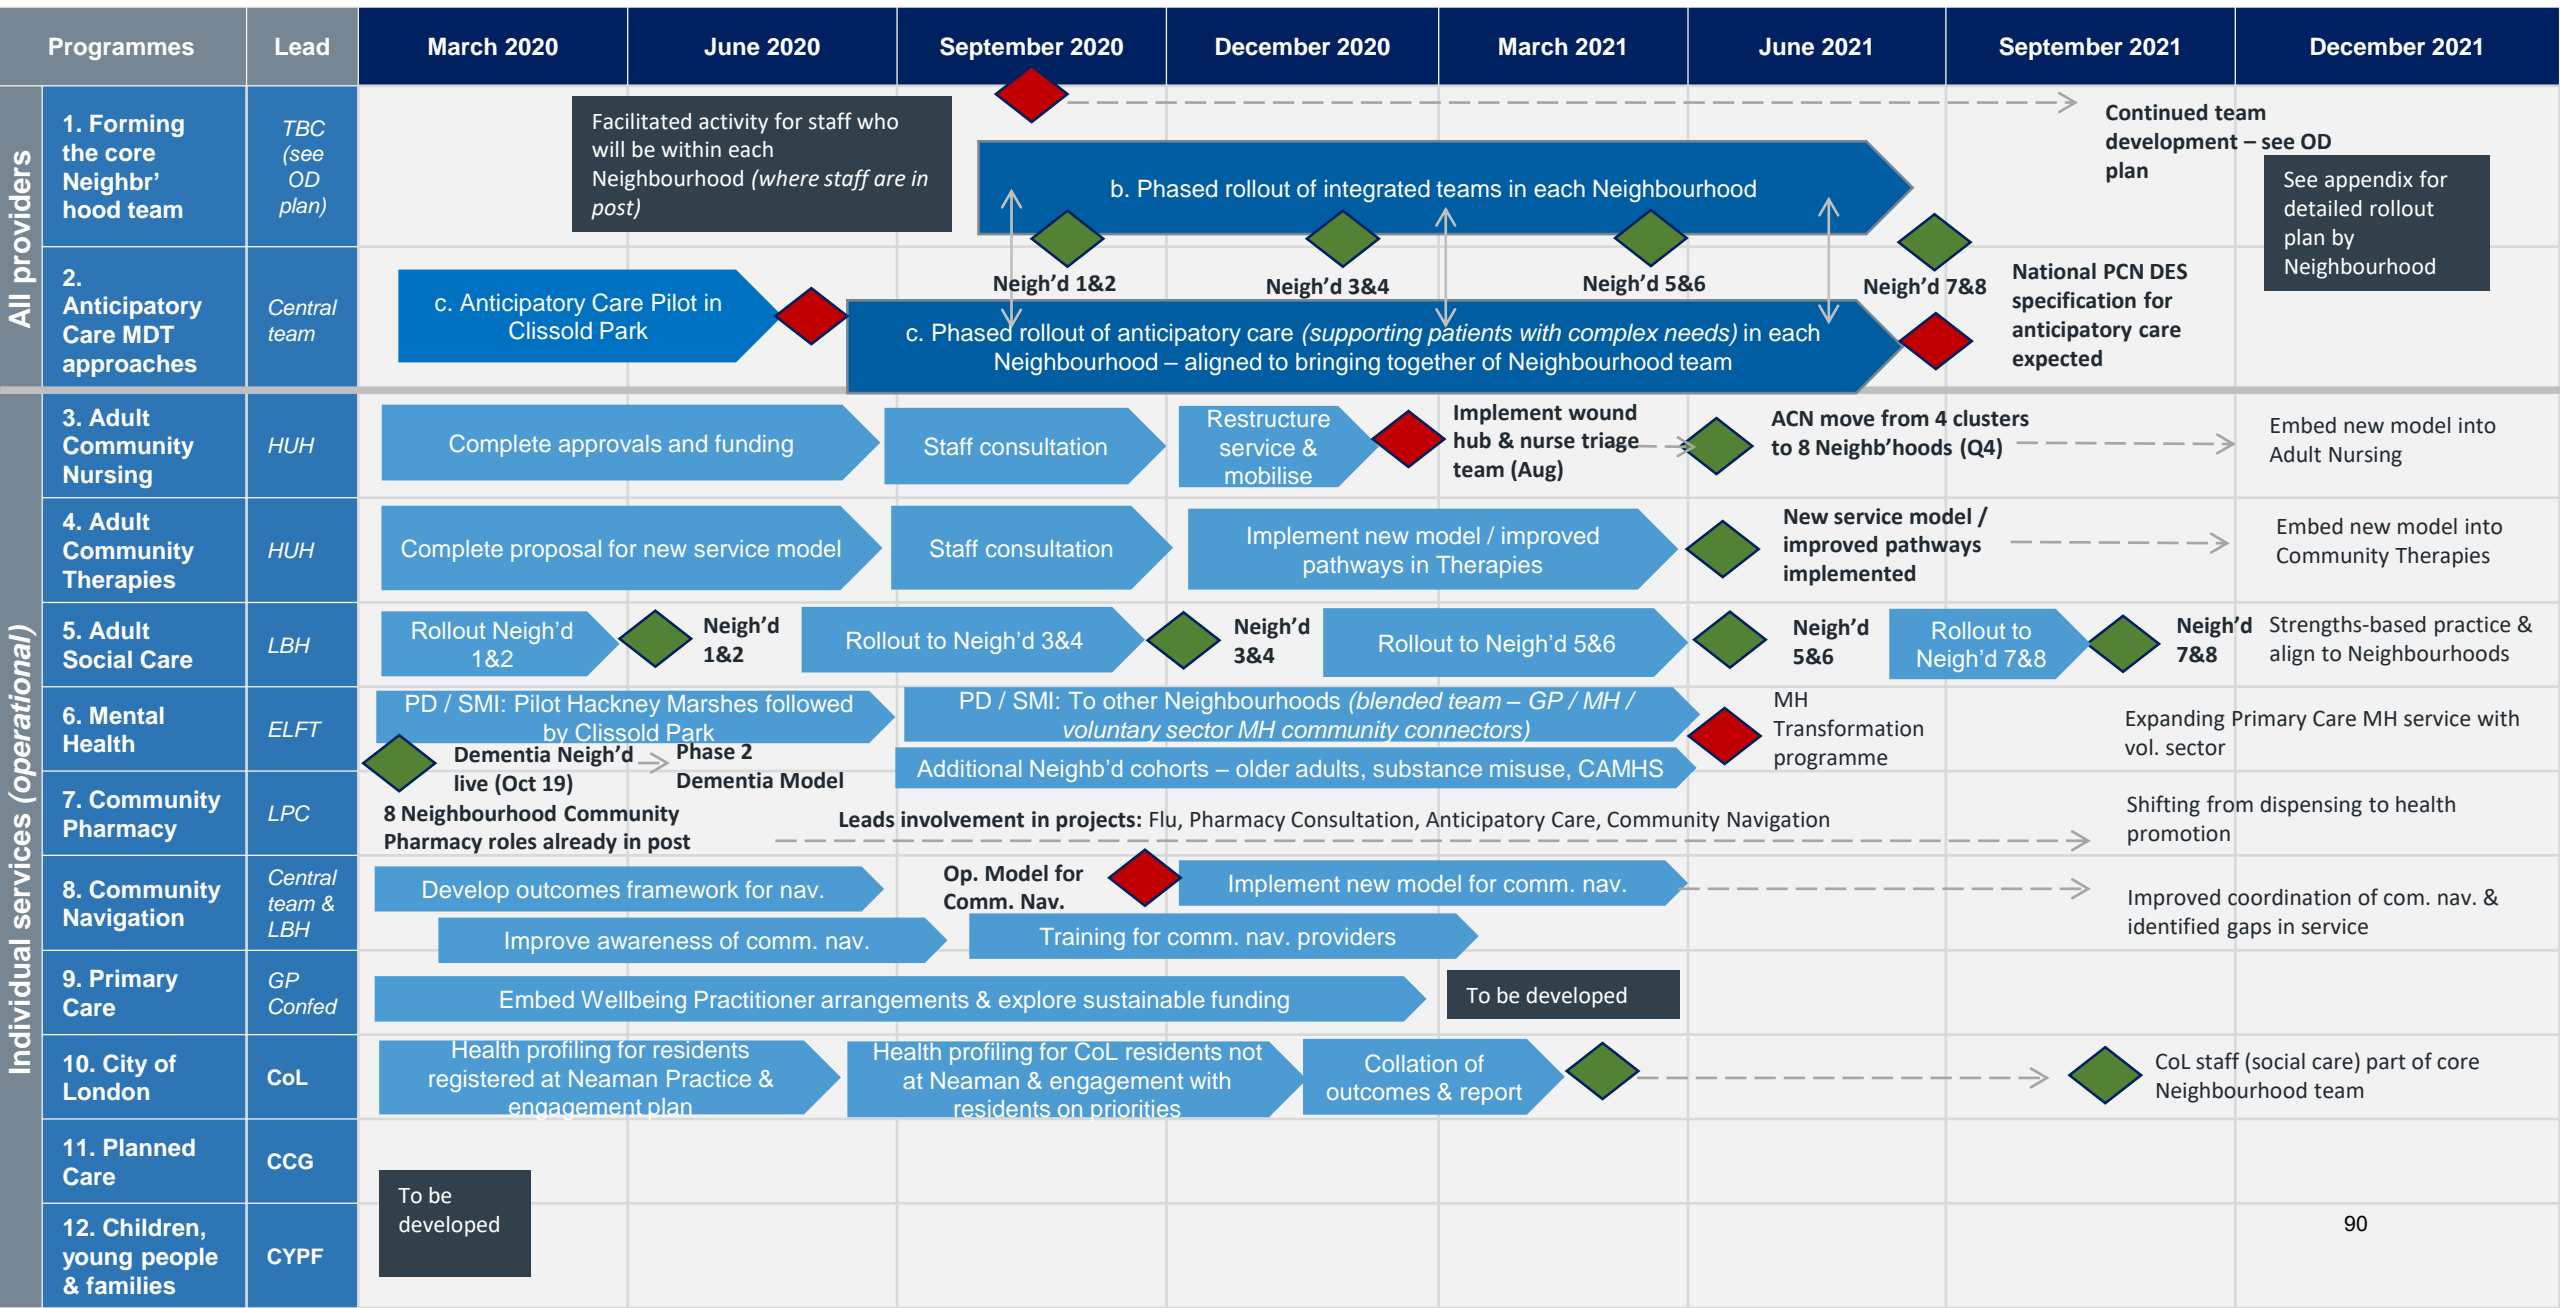 Programmes
Lead
March 2020
June 2020
September 2020
December 2020
March 2021
June 2021
September 2021
December 2021
All providers
1. Forming
the core
Neighbr'
hood team
TBC
(see
OD
plan)
Facilitated activity for staff who
will be within each
Neighbourhood (where staff are in
post)
b. Phased rollout of integrated teams in each Neighbourhood
Continued team
development – see OD
plan
See appendix for
detailed rollout
plan by
Neighbourhood
Neigh'd 1&2
Neigh'd 3&4
Neigh'd 5&6
Neigh'd 7&8
2.
Anticipatory
Care MDT
approaches
Central
team
c. Anticipatory Care Pilot in
Clissold Park
c. Phased rollout of anticipatory care (supporting patients with complex needs) in each
Neighbourhood – aligned to bringing together of Neighbourhood team
National PCN DES
specification for
anticipatory care
expected
Individual services (operational)
3. Adult
Community
Nursing
HUH
Complete approvals and funding
Staff consultation
Restructure
service &
mobilise
Implement wound
hub & nurse triage
team (Aug)
ACN move from 4 clusters
to 8 Neighb'hoods (Q4)
Embed new model into
Adult Nursing
4. Adult
Community
Therapies
HUH
Complete proposal for new service model
Staff consultation
Implement new model / improved
pathways in Therapies
New service model /
improved pathways
implemented
Embed new model into
Community Therapies
5. Adult
Social Care
LBH
Rollout Neigh'd
1&2
Neigh'd
1&2
Rollout to Neigh'd 3&4
Neigh'd
3&4
Rollout to Neigh'd 5&6
Neigh'd
5&6
Rollout to
Neigh'd 7&8
Neigh'd
7&8
Strengths-based practice &
align to Neighbourhoods
6. Mental
Health
ELFT
PD / SMI: Pilot Hackney Marshes followed
by Clissold Park
PD / SMI: To other Neighbourhoods (blended team – GP / MH /
voluntary sector MH community connectors)
MH
Transformation
programme
Expanding Primary Care MH service with
vol. sector
Dementia Neigh'd
live (Oct 19)
Phase 2
Dementia Model
Additional Neighb'd cohorts – older adults, substance misuse, CAMHS
7. Community
Pharmacy
LPC
8 Neighbourhood Community
Pharmacy roles already in post
Leads involvement in projects: Flu, Pharmacy Consultation, Anticipatory Care, Community Navigation
Shifting from dispensing to health
promotion
8. Community
Navigation
Central
team &
LBH
Develop outcomes framework for nav.
Op. Model for
Comm. Nav.
Implement new model for comm. nav.
Improve awareness of comm. nav.
Training for comm. nav. providers
Improved coordination of com. nav. &
identified gaps in service
9. Primary
Care
GP
Confed
Embed Wellbeing Practitioner arrangements & explore sustainable funding
To be developed
10. City of
London
CoL
Health profiling for residents
registered at Neaman Practice &
engagement plan
Health profiling for CoL residents not
at Neaman & engagement with
residents on priorities
Collation of
outcomes & report
CoL staff (social care) part of core
Neighbourhood team
11. Planned
Care
CCG
To be
developed
12. Children,
young people
& families
CYPF
90